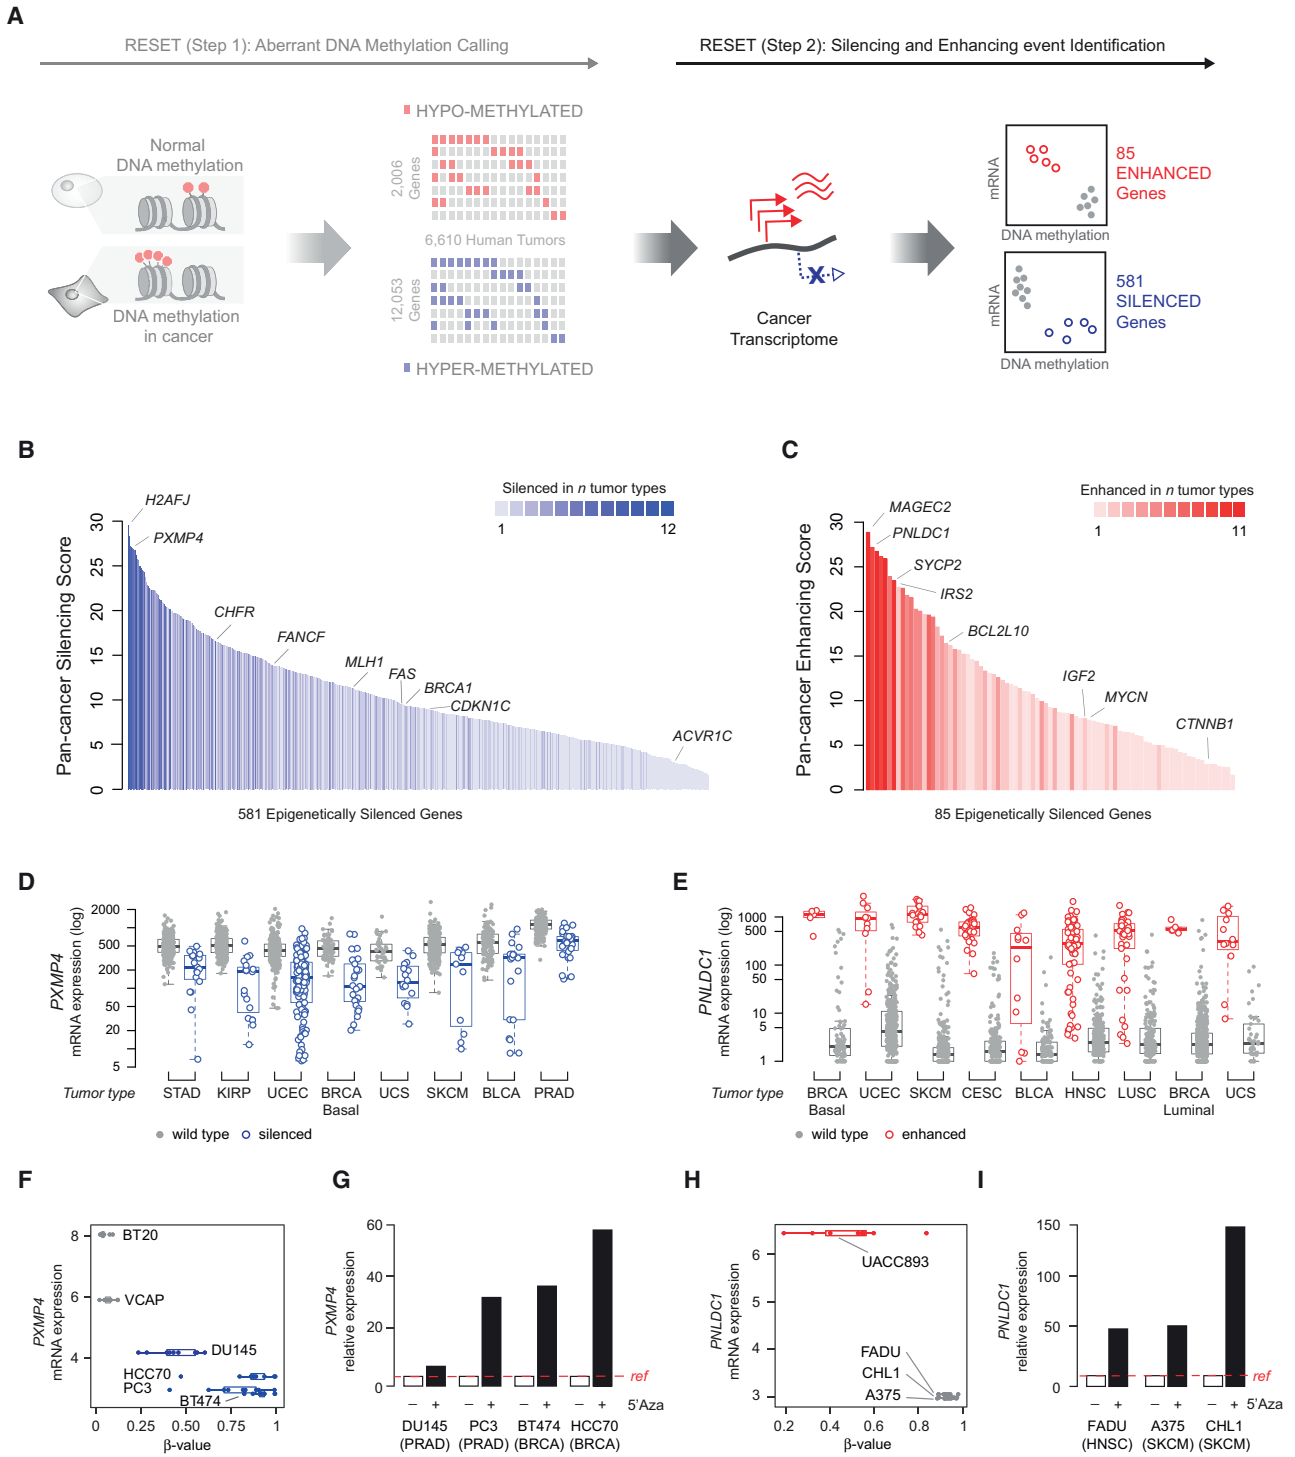 A
RESET (Step 1): Aberrant DNA Methylation Calling
RESET (Step 2): Silencing and Enhancing event Identification
HYPO-METHYLATED
Normal
DNA methylation
2,006
Genes
6,610 Human Tumors
12,053
Genes
DNA methylation
in cancer
HYPER-METHYLATED
X
Cancer
Transcriptome
mRNA
DNA methylation
85
ENHANCED
Genes
mRNA
DNA methylation
581
SILENCED
Genes
B
Pan-cancer Silencing Score
30
25
20
15
10
5
0
H2AFJ
PXMP4
CHFR
FANCF
MLH1
FAS
BRCA1
CDKN1C
ACVR1C
Silenced in n tumor types
1 12
581 Epigenetically Silenced Genes
C
Pan-cancer Enhancing Score
30
25
20
15
10
5
0
MAGEC2
PNLDC1
SYCP2
IRS2
BCL2L10
IGF2
MYCN
CTNNB1
Enhanced in n tumor types
1 11
85 Epigenetically Silenced Genes
D
PXMP4
mRNA expression (log)
2000
500
200
50
20
5
Tumor type
STAD KIRP UCEC BRCA Basal UCS SKCM BLCA PRAD
wild type silenced
E
PNLDC1
mRNA expression (log)
1000
500
100
50
10
5
1
Tumor type
BRCA Basal UCEC SKCM CESC BLCA HNSC LUSC BRCA Luminal UCS
wild type enhanced
F
PXMP4
mRNA expression
8
6
4
BT20
VCAP
DU145
HCC70
PC3
BT474
0 0.25 0.50 0.75 1
β-value
G
PXMP4
relative expression
60
40
20
0
ref
– + – + – + – + 5'Aza
DU145 PC3 BT474 HCC70
(PRAD) (PRAD) (BRCA) (BRCA)
H
PNLDC1
mRNA expression
6
5
4
3
UACC893
FADU
CHL1
A375
0.2 0.4 0.6 0.8 1
β-value
I
PNLDC1
relative expression
150
100
50
0
ref
– + – + – + 5'Aza
FADU A375 CHL1
(HNSC) (SKCM) (SKCM)